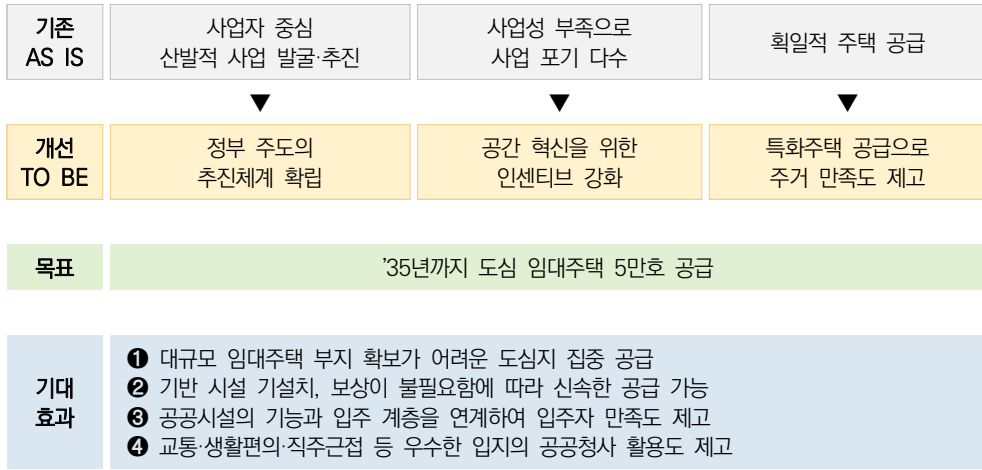 기존
AS IS
사업자 중심
산발적 사업 발굴·추진
사업성 부족으로
사업 포기 다수
획일적 주택 공급
▼ ▼ ▼
개선
TO BE
정부 주도의
추진체계 확립
공간 혁신을 위한
인센티브 강화
특화주택 공급으로
주거 만족도 제고
목표
’35년까지 도심 임대주택 5만호 공급
기대
효과
❶ 대규모 임대주택 부지 확보가 어려운 도심지 집중 공급
❷ 기반 시설 기설치, 보상이 불필요함에 따라 신속한 공급 가능
❸ 공공시설의 기능과 입주 계층을 연계하여 입주자 만족도 제고
❹ 교통·생활편의·직주근접 등 우수한 입지의 공공청사 활용도 제고